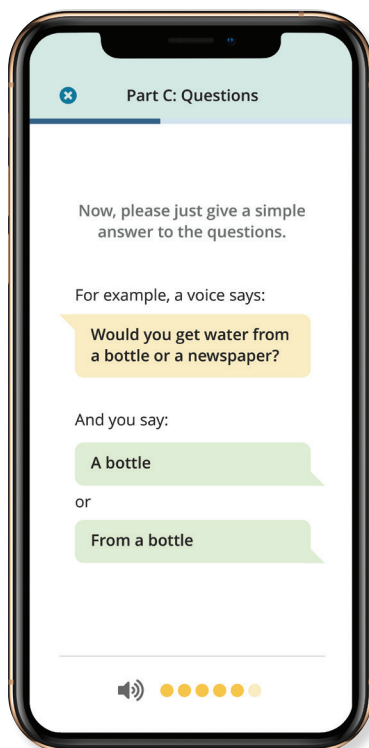 Part C: Questions
Now, please just give a simple
answer to the questions.
For example, a voice says:
Would you get water from
a bottle or a newspaper?
And you say:
A bottle
or
From a bottle